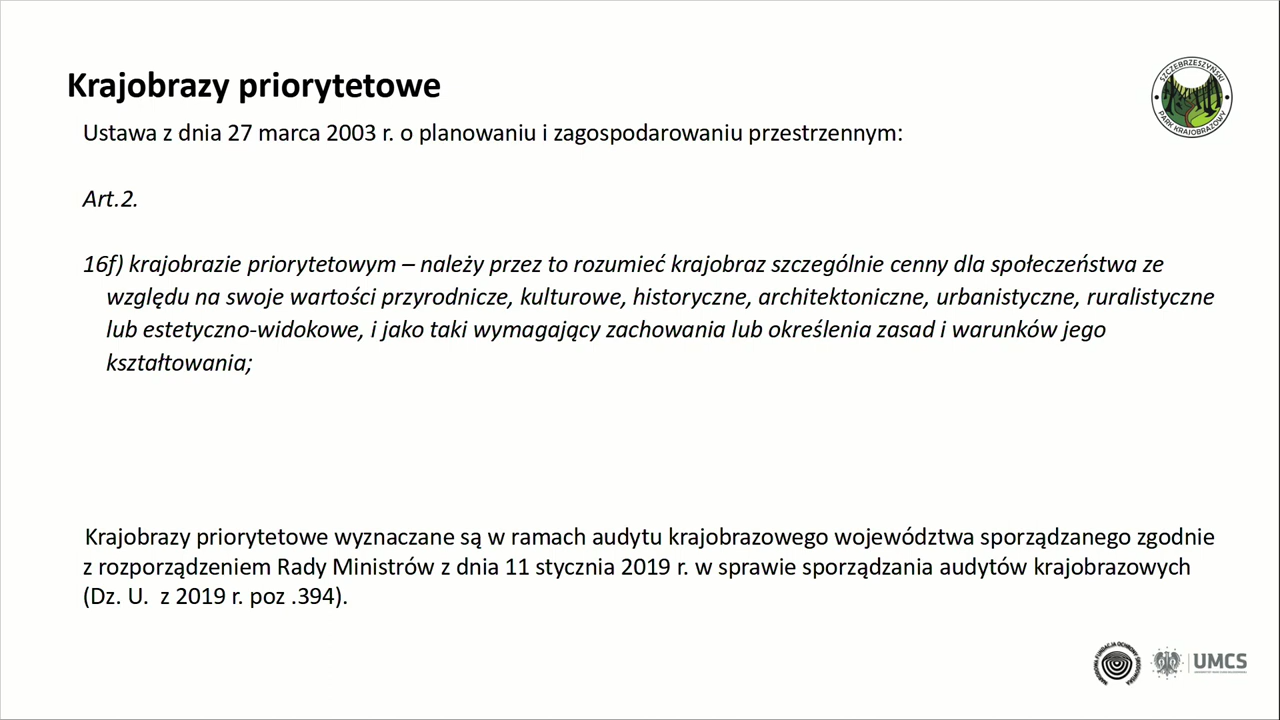 Krajobrazy priorytetowe
SZCZEBRZESZYŃSKI
PARK KRAJOBRAZOWY
Ustawa z dnia 27 marca 2003 r. o planowaniu i zagospodarowaniu przestrzennym:
Art.2.
16f) krajobrazie priorytetowym – należy przez to rozumieć krajobraz szczególnie cenny dla społeczeństwa ze
względu na swoje wartości przyrodnicze, kulturowe, historyczne, architektoniczne, urbanistyczne, ruralistyczne
lub estetyczno-widokowe, i jako taki wymagający zachowania lub określenia zasad i warunków jego
kształtowania;
Krajobrazy priorytetowe wyznaczane są w ramach audytu krajobrazowego województwa sporządzanego zgodnie
z rozporządzeniem Rady Ministrów z dnia 11 stycznia 2019 r. w sprawie sporządzania audytów krajobrazowych
(Dz. U.  z 2019 r. poz .394).
NARODOWA FUNDACJA OCHRONY ŚRODOWISKA
UMCS